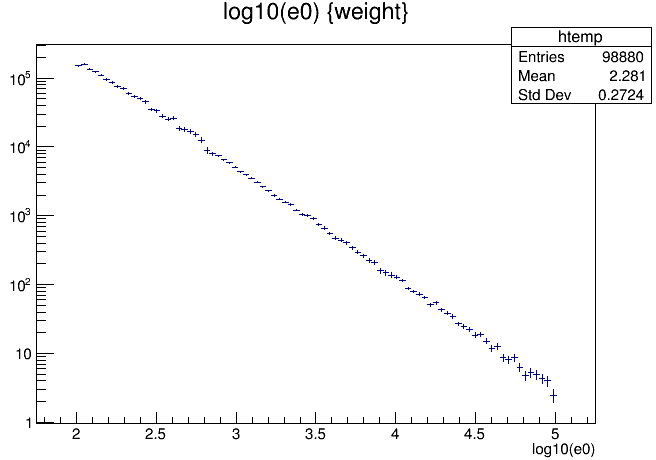 log10(e0) {weight}
htemp
Entries 98880
Mean 2.281
Std Dev 0.2724
10^5
10^4
10^3
10^2
10
1
2 2.5 3 3.5 4 4.5 5
log10(e0)